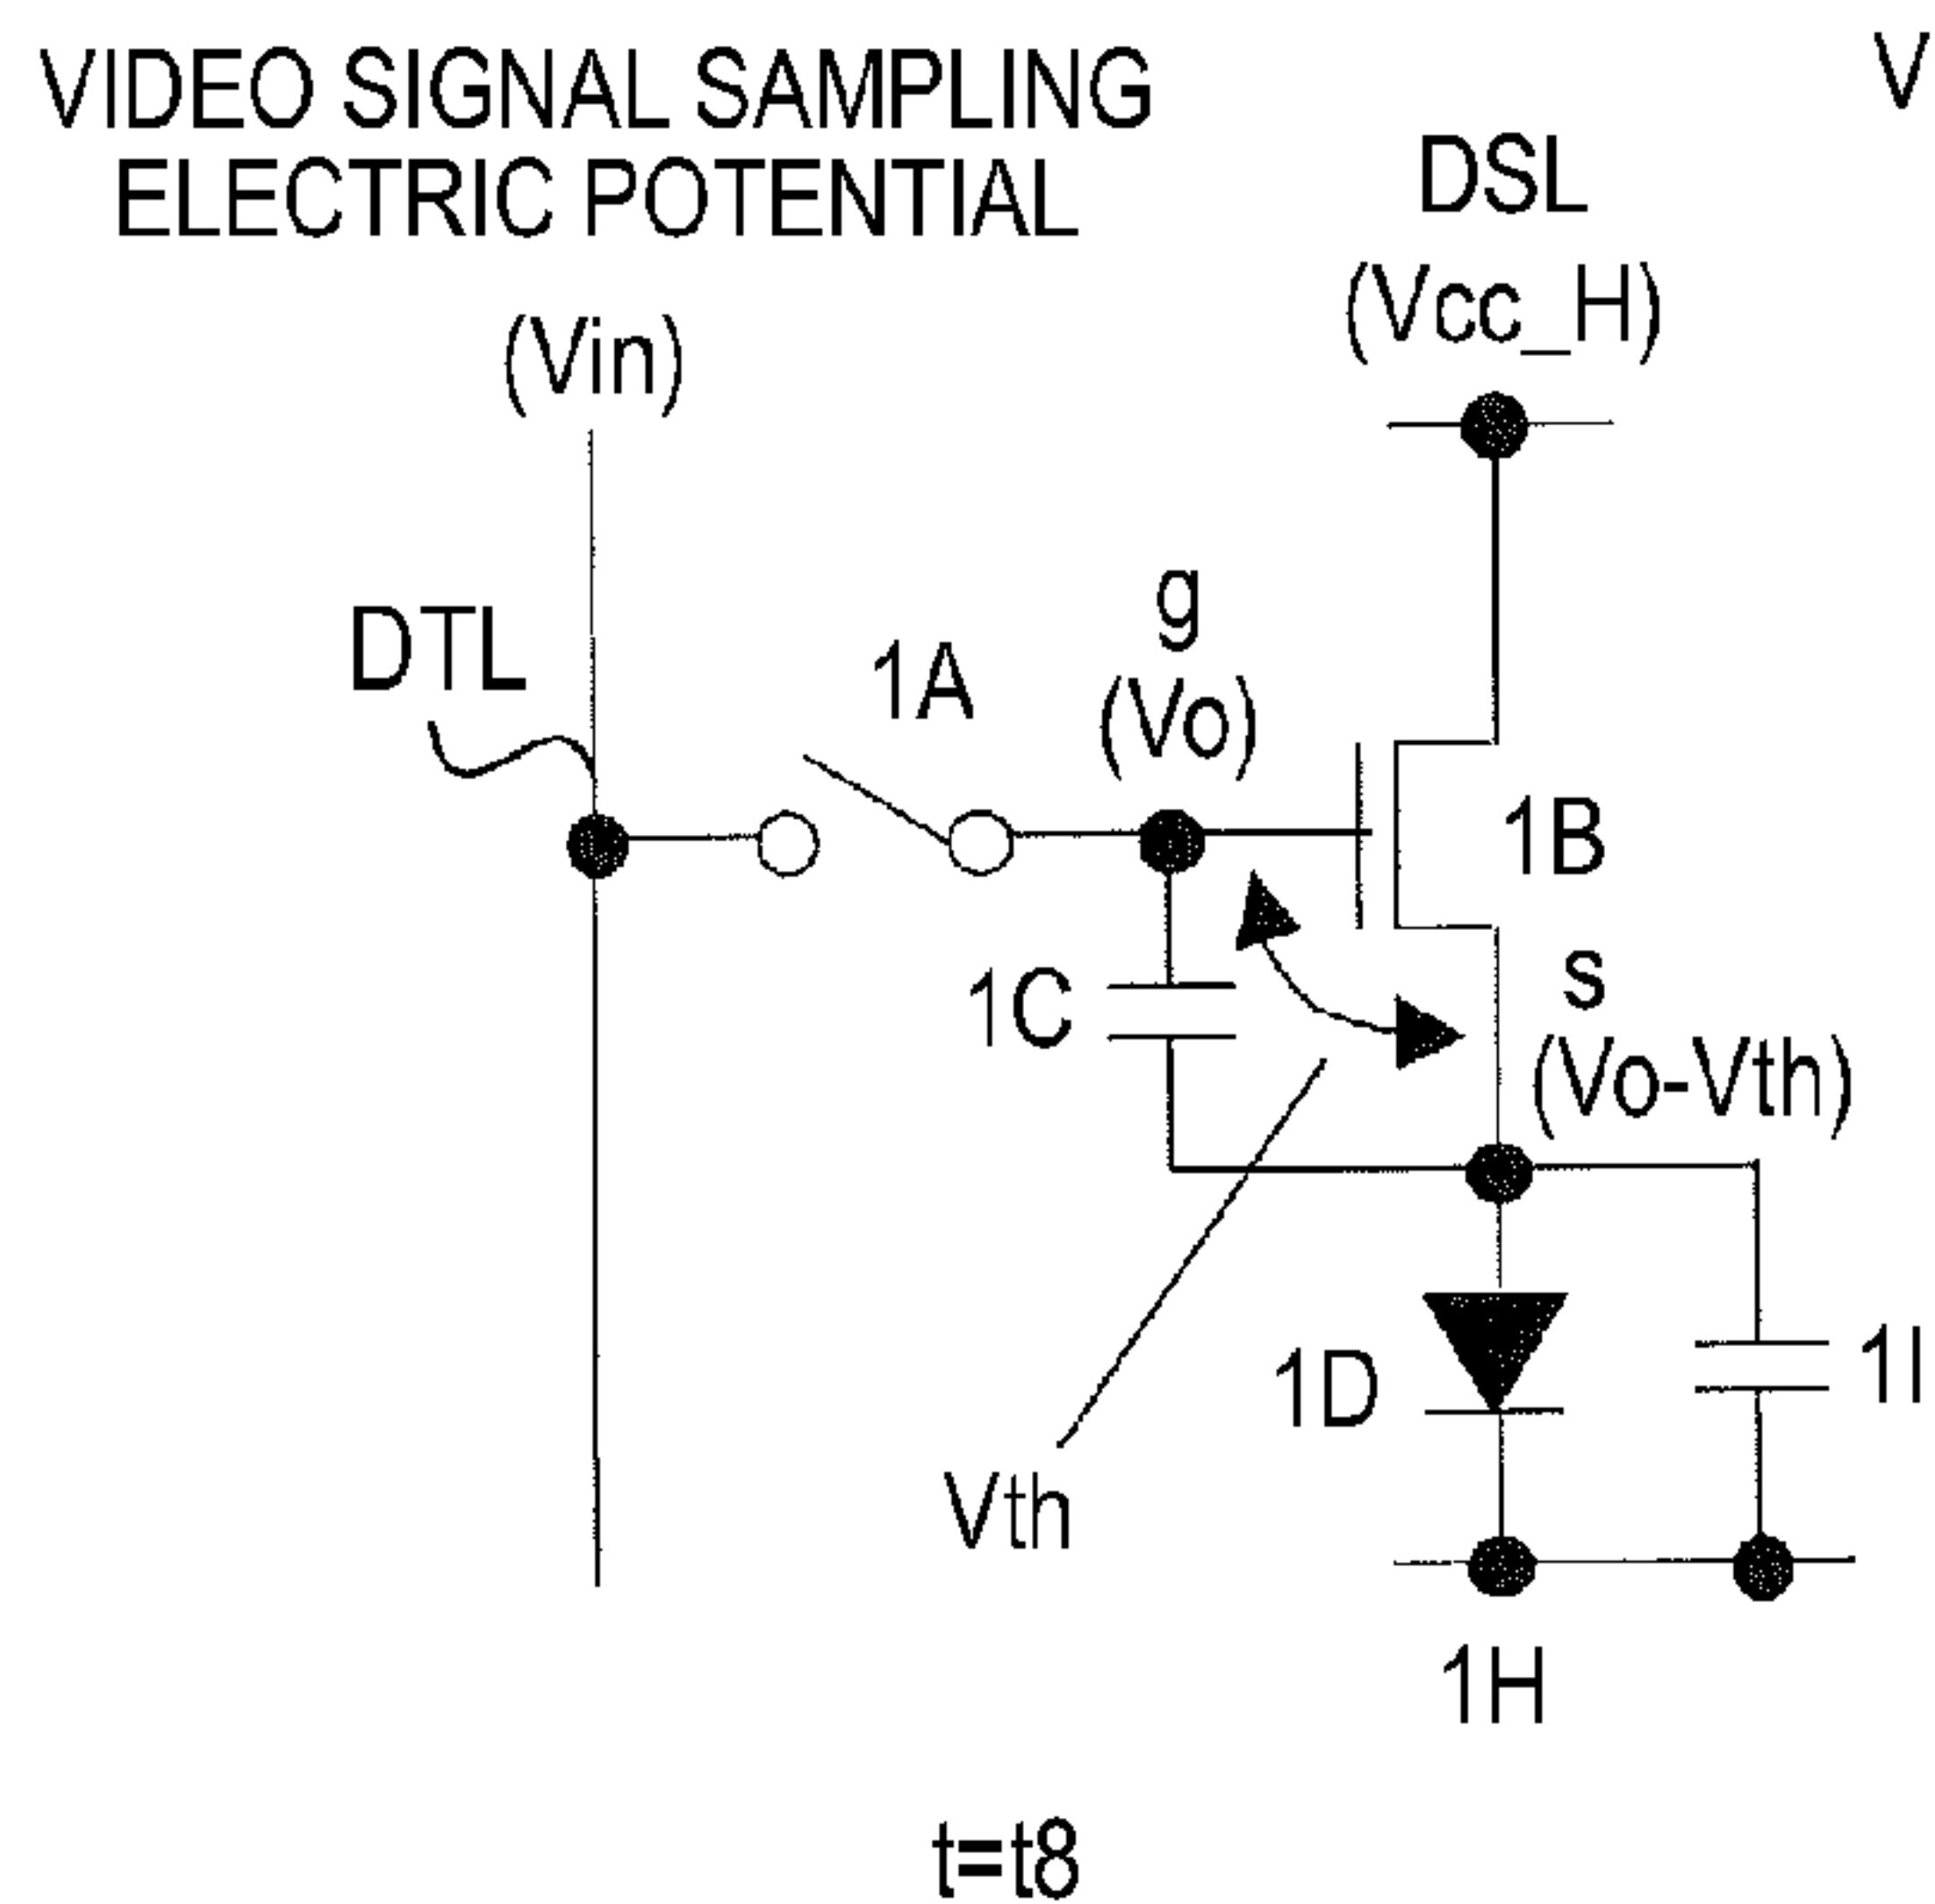 VIDEO SIGNAL SAMPLING
ELECTRIC POTENTIAL
(Vin)
V
DSL
(Vcc_H)
DTL
1A
g
(Vo)
1B
1C
s
(Vo-Vth)
1D
1I
Vth
1H
t=t8